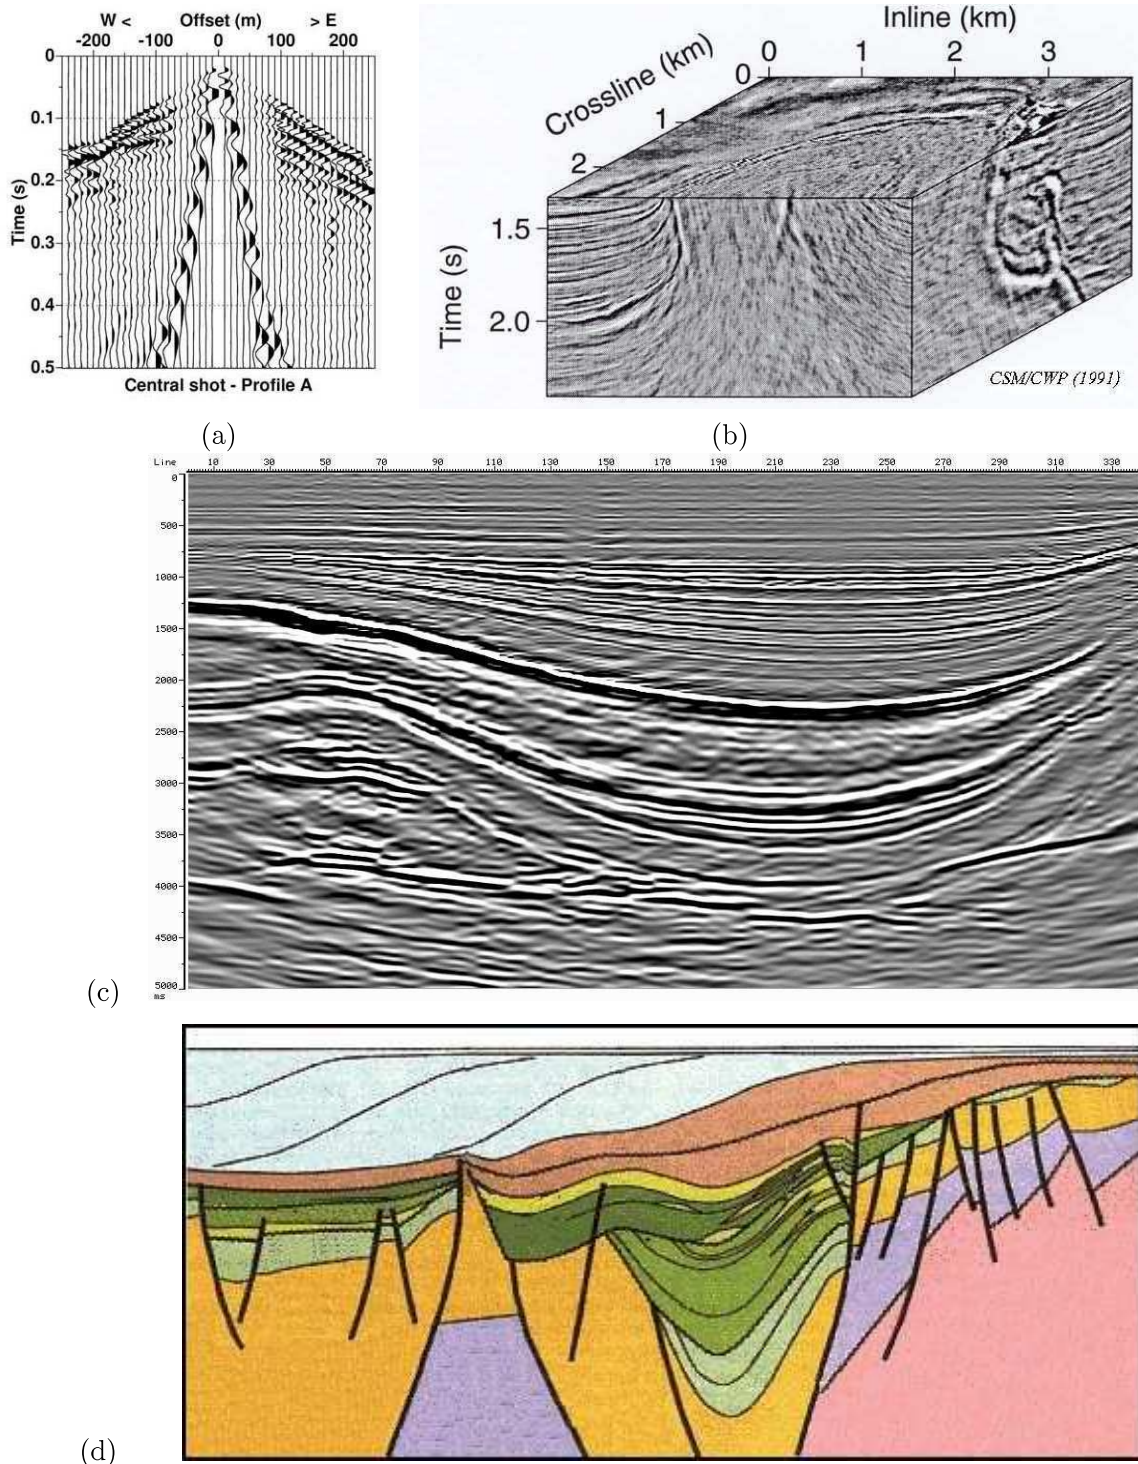 W < Offset (m) > E
-200 -100 0 100 200
0
0.1
0.2
0.3
0.4
0.5
Time (s)
Central shot - Profile A
(a)
Inline (km)
0 1 2 3
Crossline (km)
0
1
2
1.5
2.0
Time (s)
CSM/CWP (1991)
(b)
Line 10 30 50 70 90 110 130 150 170 190 210 230 250 270 290 310 330
0
500
1000
1500
2000
2500
3000
3500
4000
4500
5000
ms
(c)
(d)